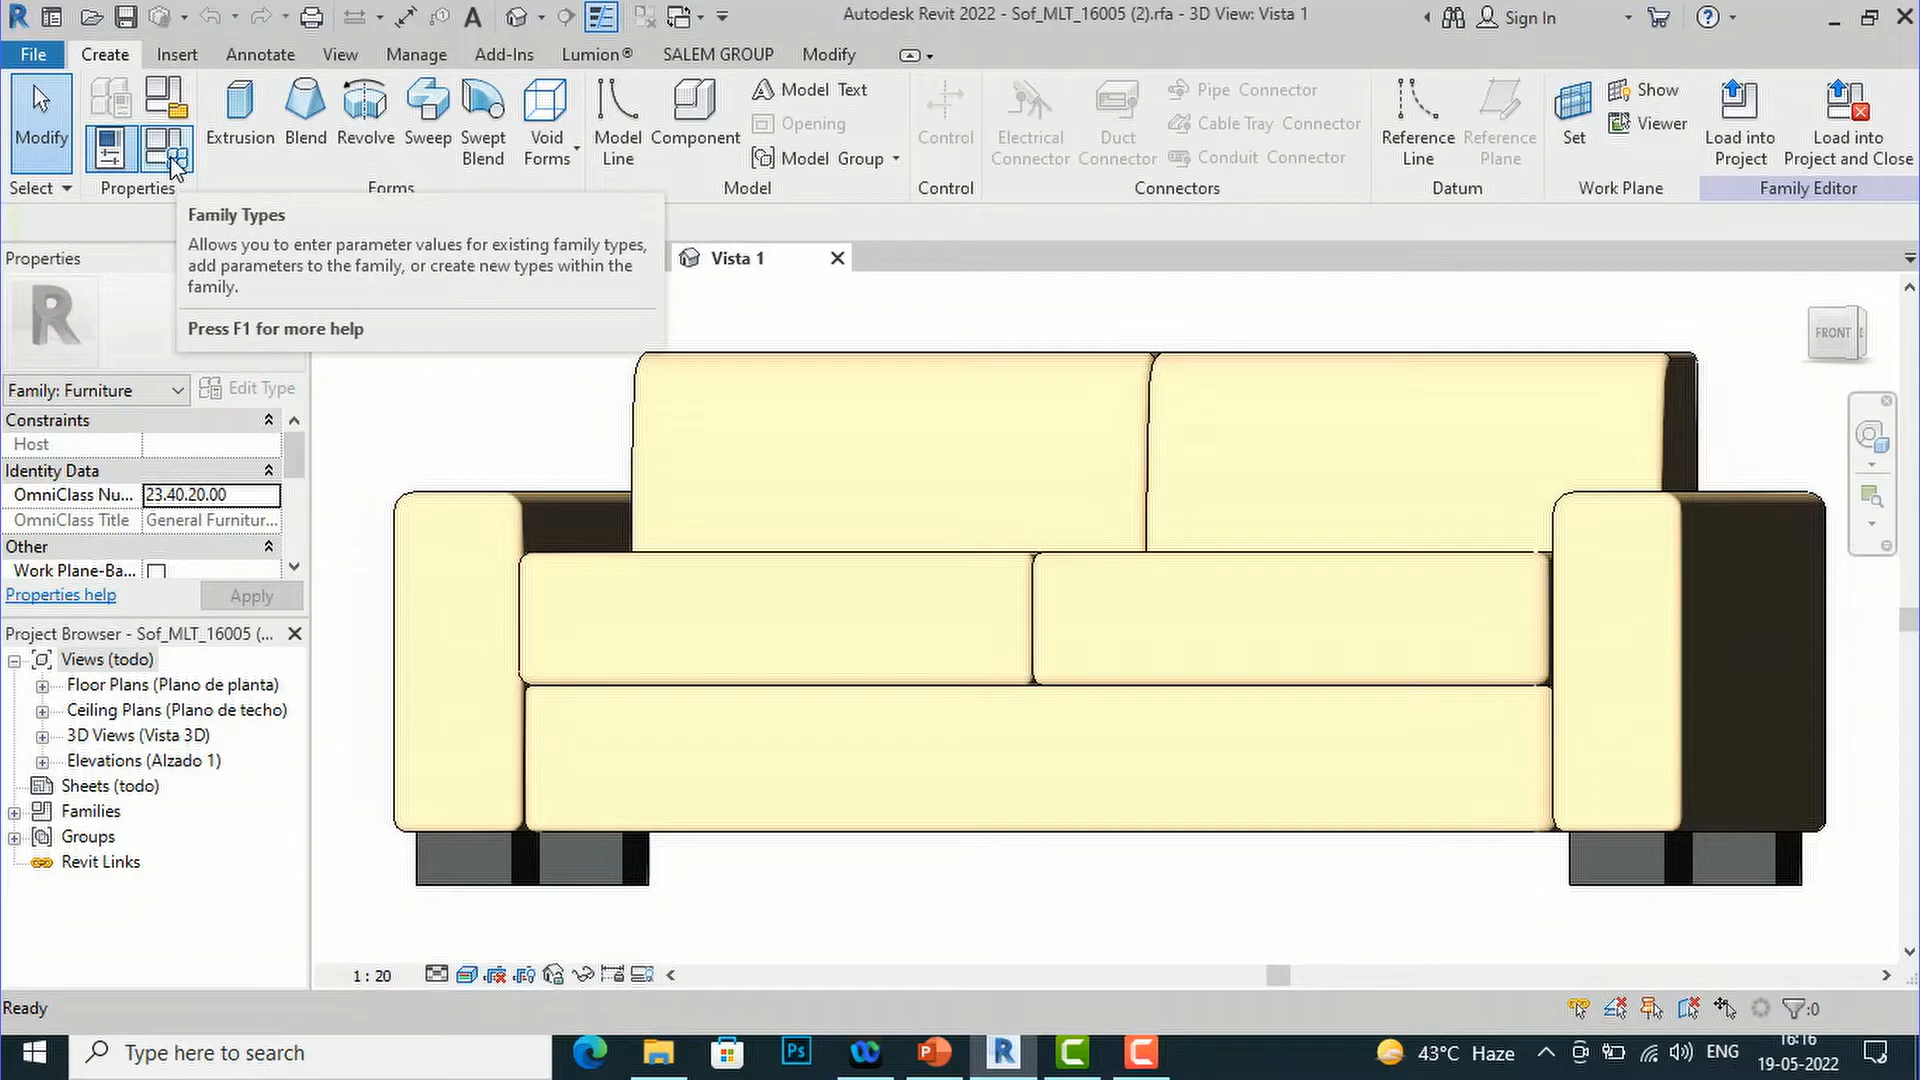 Autodesk Revit 2022 - Sof_MLT_16005 (2).rfa - 3D View: Vista 1
Sign In
File Create Insert Annotate View Manage Add-Ins Lumion® SALEM GROUP Modify
Modify
Extrusion Blend Revolve Sweep Swept Blend Void Forms
Model Line
Component
Model Text
Opening
Model Group
Control
Electrical Connector
Duct Connector
Pipe Connector
Cable Tray Connector
Conduit Connector
Reference Line
Reference Plane
Set
Show
Viewer
Load into Project
Load into Project and Close
Select Properties Forms Model Control Connectors Datum Work Plane Family Editor
Family Types
Allows you to enter parameter values for existing family types,
add parameters to the family, or create new types within the
family.
Press F1 for more help
Properties
Vista 1
FRONT
R
Family: Furniture
Edit Type
Constraints
Host
Identity Data
OmniClass Nu... 23.40.20.00
OmniClass Title General Furnitur...
Other
Work Plane-Ba...
Properties help
Apply
Project Browser - Sof_MLT_16005 (...
Views (todo)
Floor Plans (Plano de planta)
Ceiling Plans (Plano de techo)
3D Views (Vista 3D)
Elevations (Alzado 1)
Sheets (todo)
Families
Groups
Revit Links
1 : 20
Ready
:0
Type here to search
43°C Haze
ENG
16:16
19-05-2022